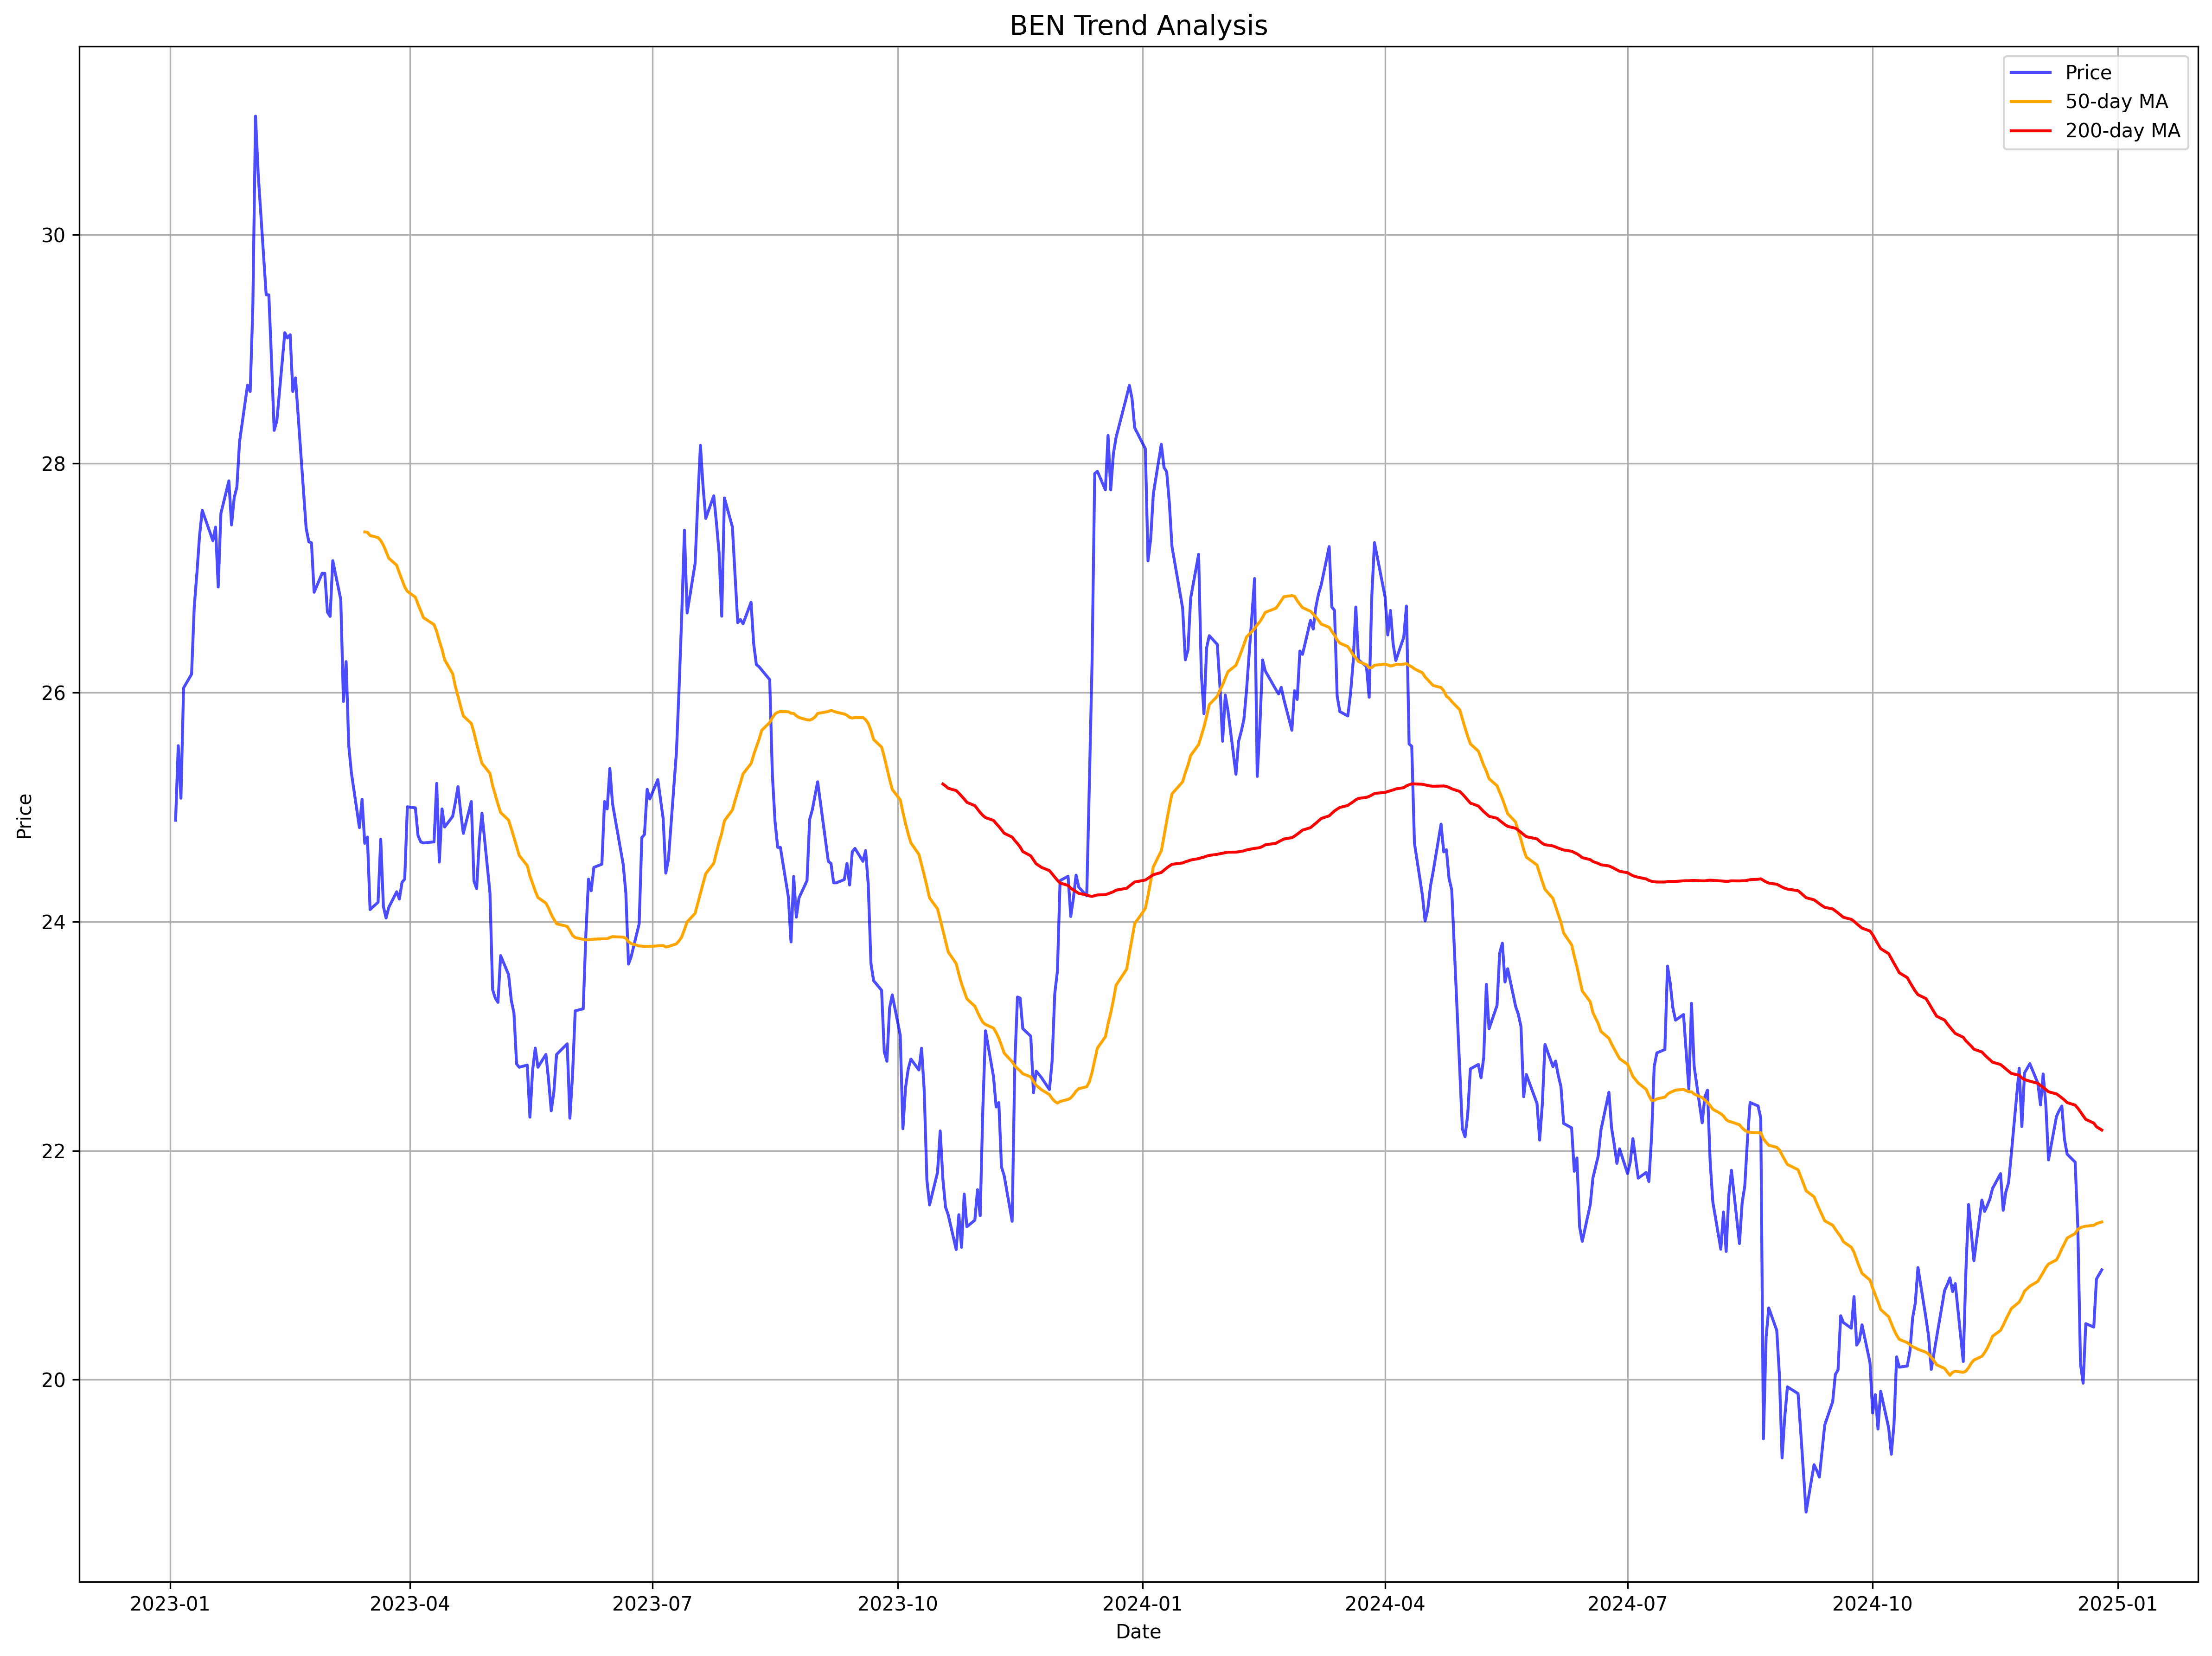 BEN Trend Analysis
Price
50-day MA
200-day MA
30
28
26
24
22
20
Price
2023-01
2023-04
2023-07
2023-10
2024-01
2024-04
2024-07
2024-10
2025-01
Date